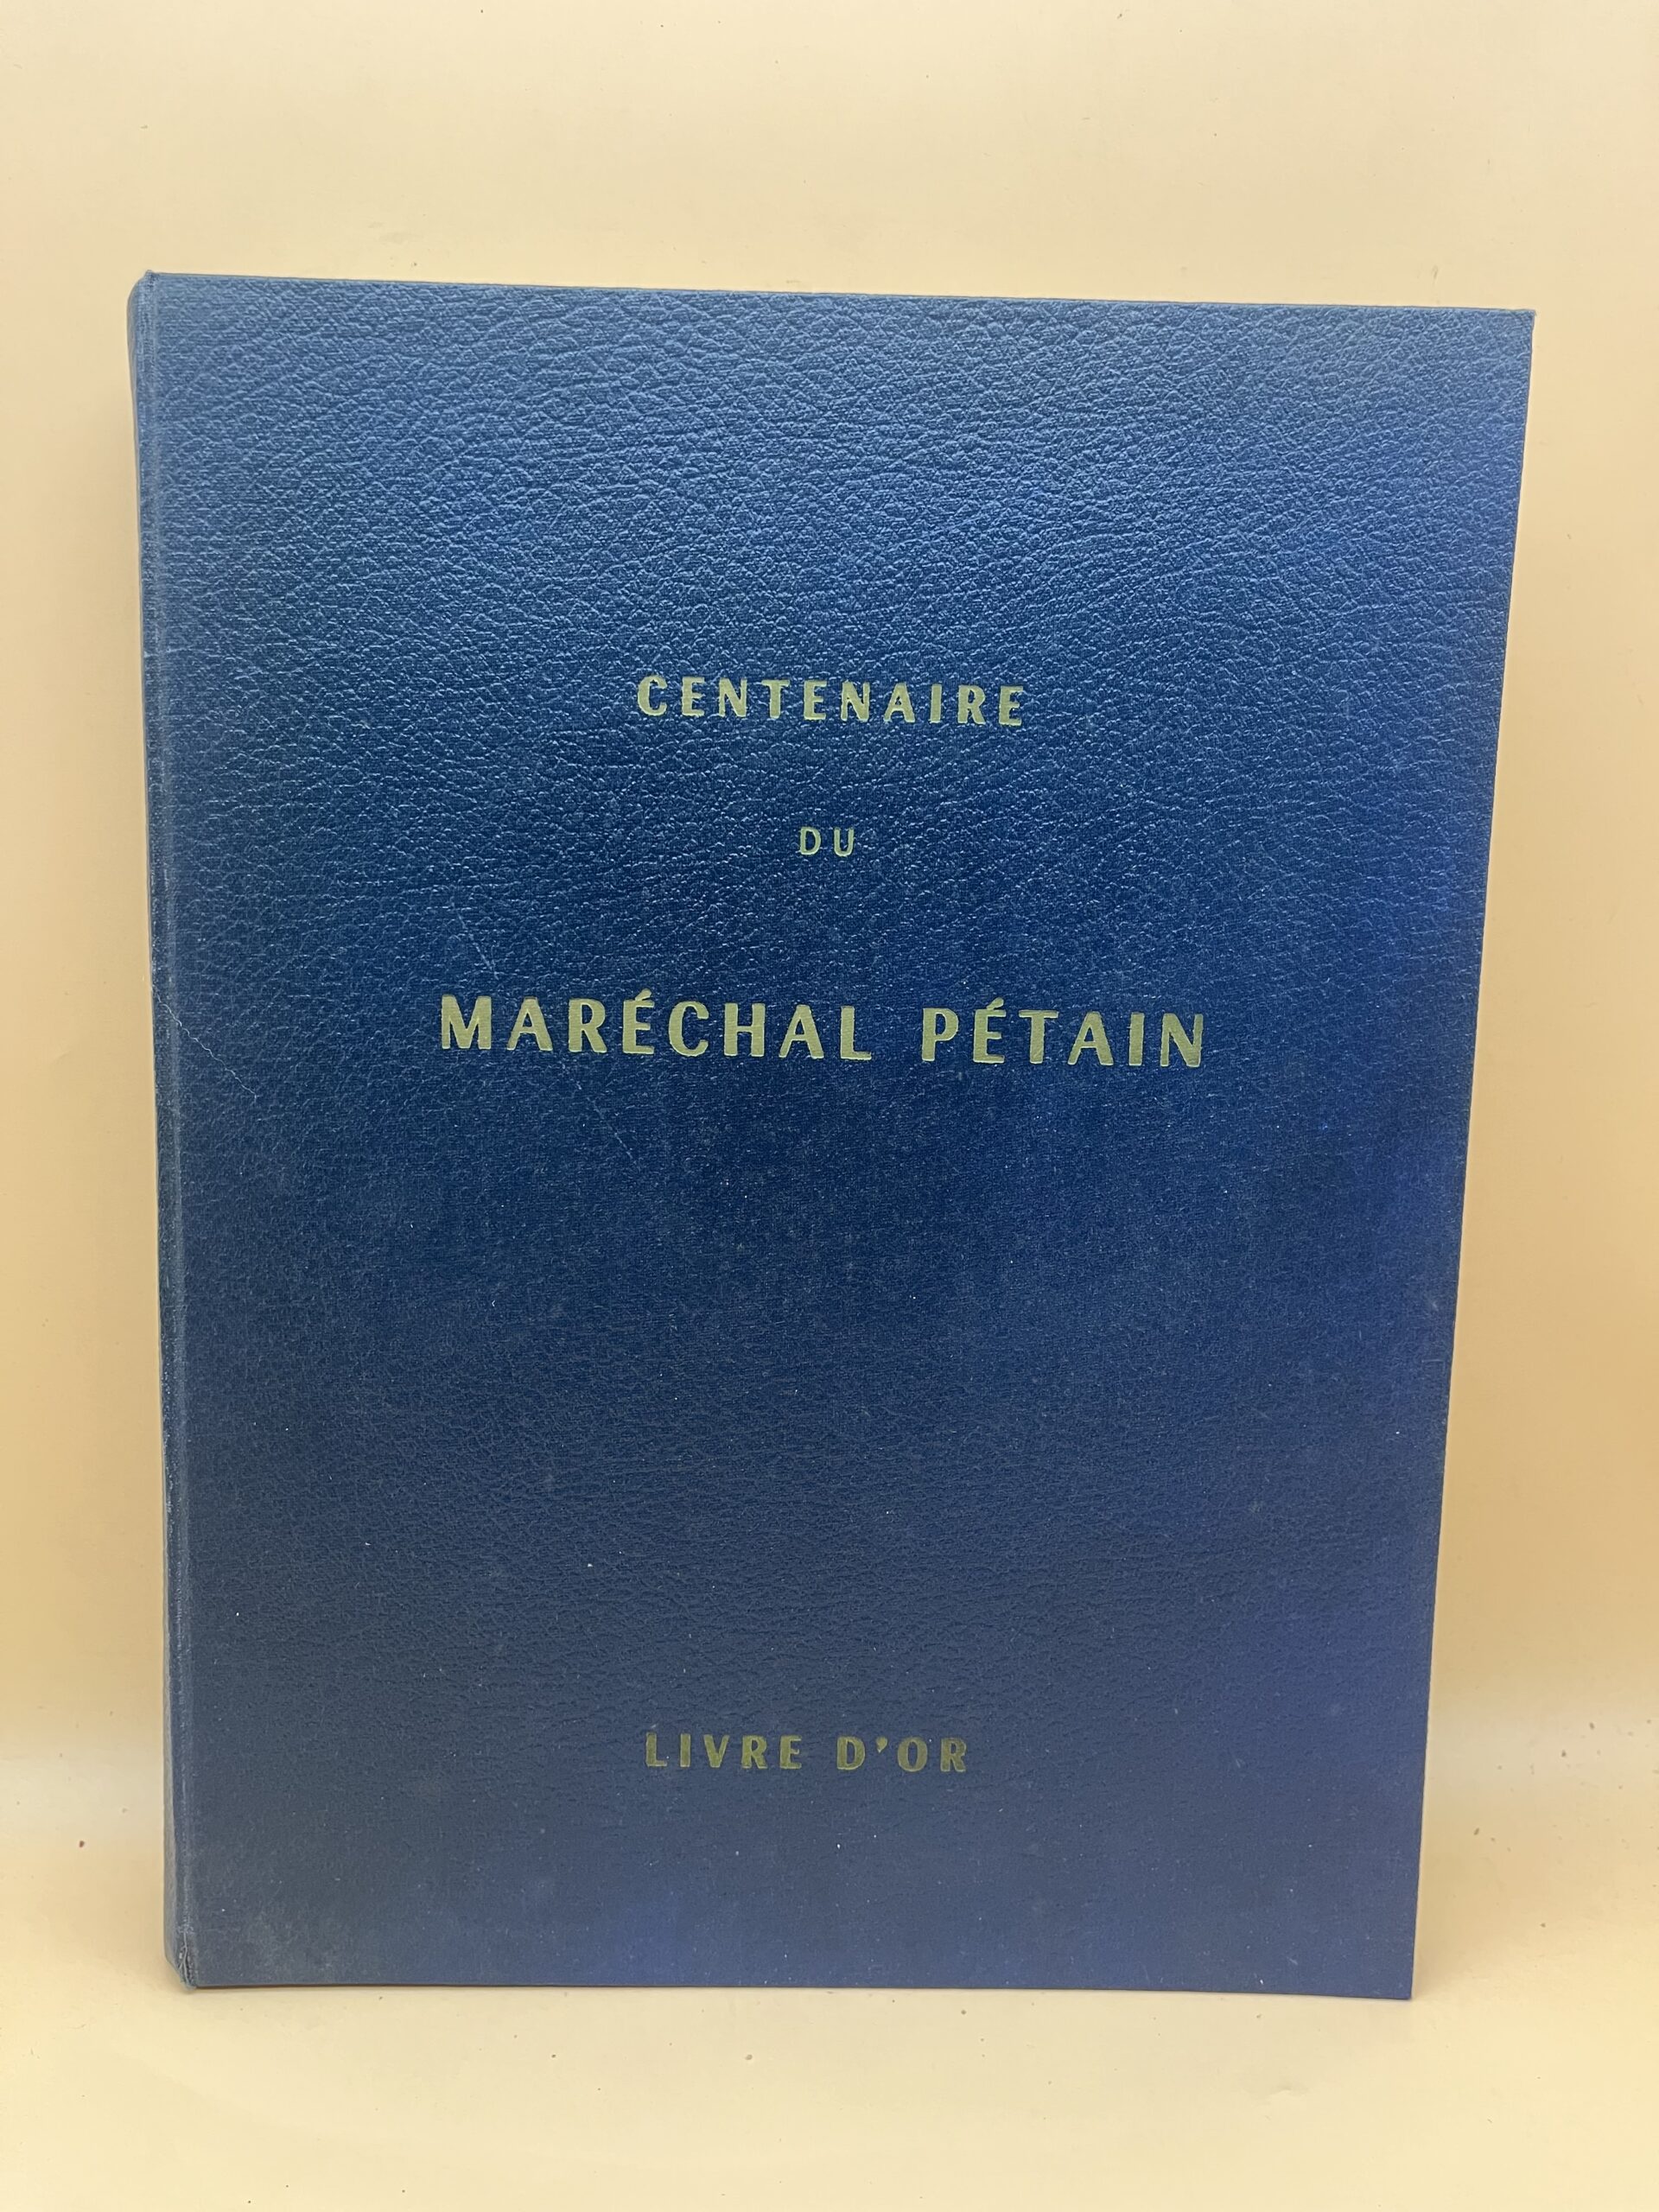 CENTENAIRE
DU
MARÉCHAL PÉTAIN
LIVRE D'OR